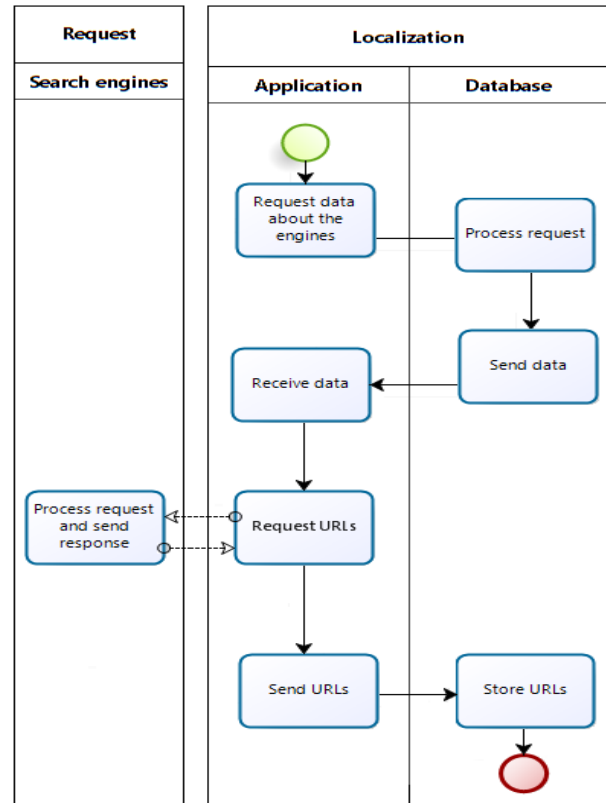 Request
Localization
Search engines
Application
Database
Request data
about the
engines
Process request
Send data
Receive data
Process request
and send
response
Request URLs
Send URLs
Store URLs